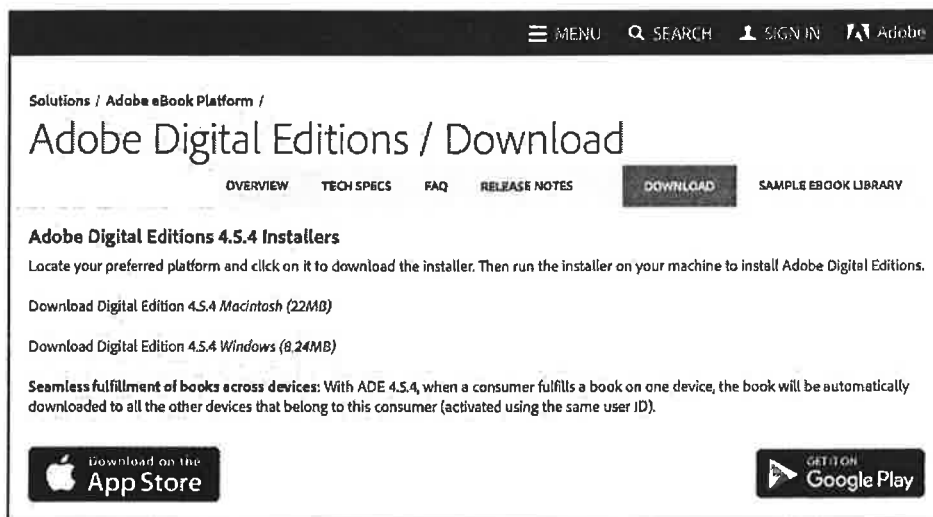 MENU SEARCH SIGN IN Adobe
Solutions / Adobe eBook Platform /
Adobe Digital Editions / Download
OVERVIEW TECH SPECS FAQ RELEASE NOTES DOWNLOAD SAMPLE EBOOK LIBRARY
Adobe Digital Editions 4.5.4 Installers
Locate your preferred platform and click on it to download the installer. Then run the installer on your machine to install Adobe Digital Editions.
Download Digital Edition 4.5.4 Macintosh (22MB)
Download Digital Edition 4.5.4 Windows (8.24MB)
Seamless fulfillment of books across devices: With ADE 4.5.4, when a consumer fulfills a book on one device, the book will be automatically
downloaded to all the other devices that belong to this consumer (activated using the same user ID).
Download on the
App Store
GET IT ON
Google Play